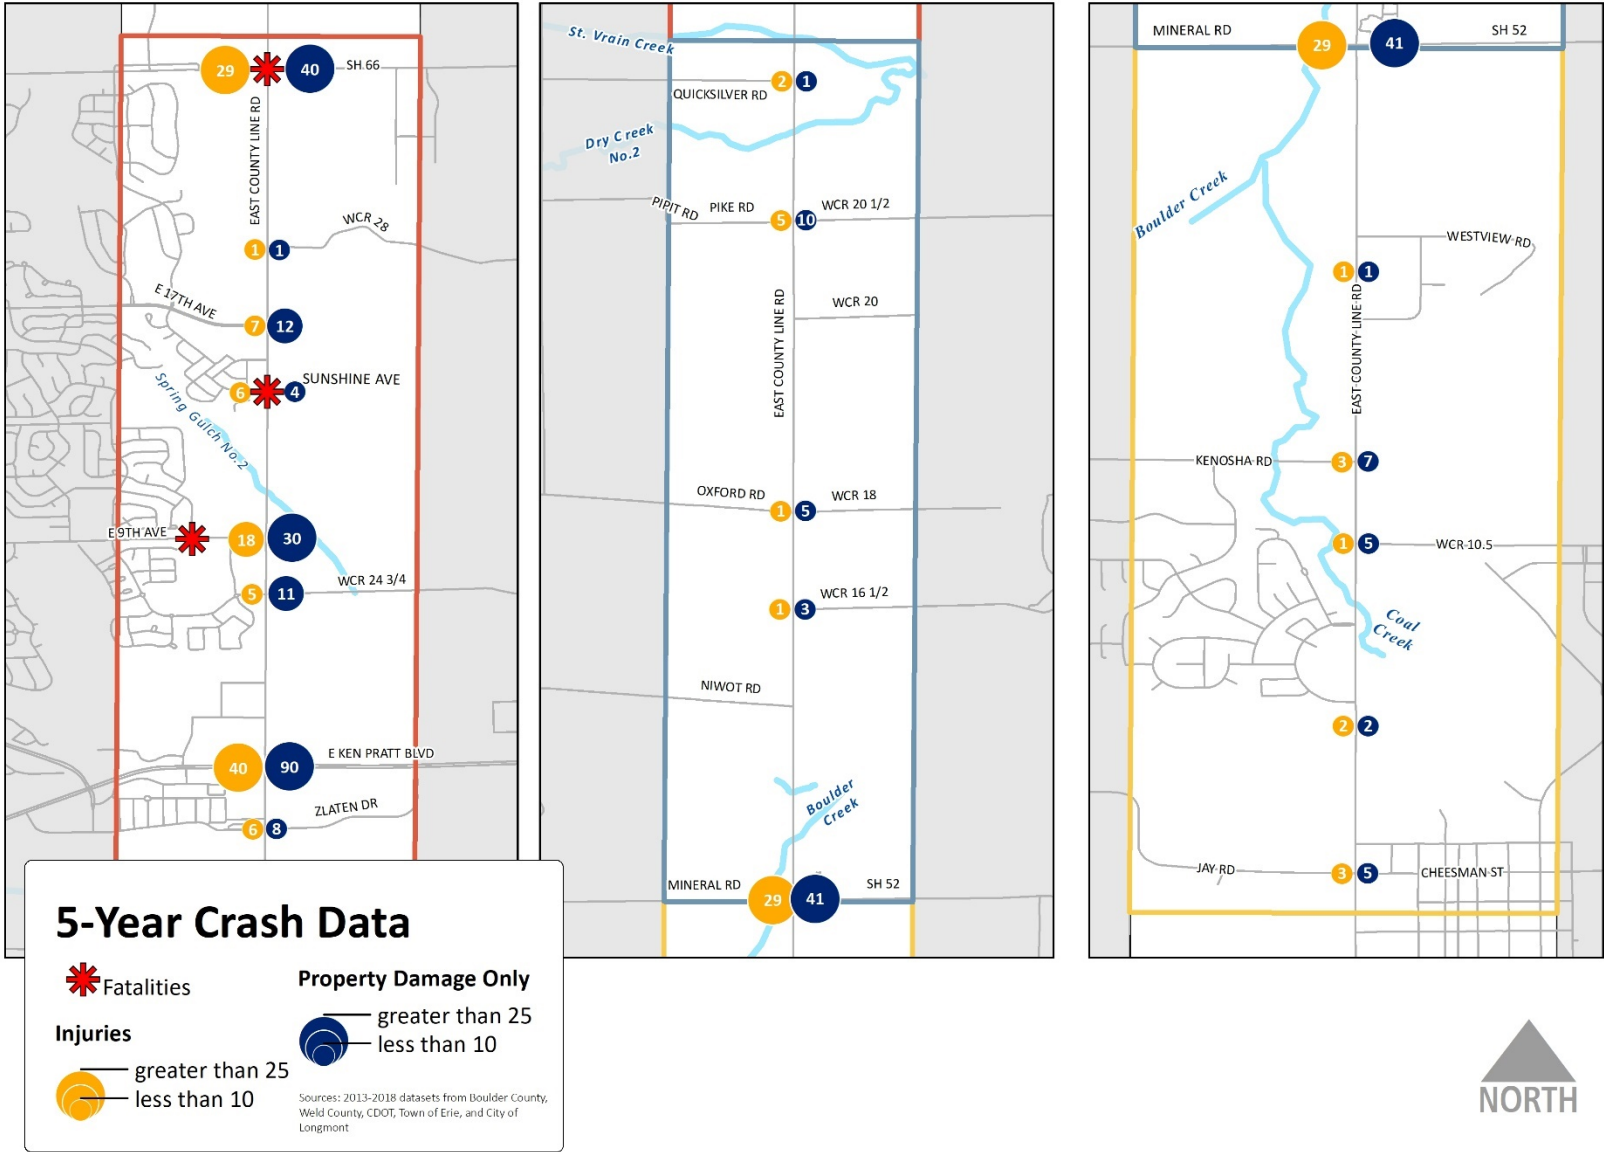 29
40
SH 66
EAST COUNTY LINE RD
WCR 28
1
1
E 17TH AVE
7
12
SUNSHINE AVE
6
4
Spring Gulch No.2
E 9TH AVE
18
30
WCR 24 3/4
5
11
E KEN PRATT BLVD
40
90
ZLATEN DR
6
8
St. Vrain Creek
2
1
QUICKSILVER RD
Dry Creek
No.2
PIPIT RD
PIKE RD
5
10
WCR 20 1/2
EAST COUNTY LINE RD
WCR 20
OXFORD RD
WCR 18
1
5
WCR 16 1/2
1
3
NIWOT RD
Boulder
Creek
MINERAL RD
SH 52
29
41
MINERAL RD
29
41
SH 52
Boulder Creek
WESTVIEW RD
1
1
EAST COUNTY LINE RD
KENOSHA RD
3
7
1
5
WCR 10.5
Coal
Creek
2
2
JAY RD
3
5
CHEESMAN ST
5-Year Crash Data
Fatalities
Injuries
greater than 25
less than 10
Property Damage Only
greater than 25
less than 10
Sources: 2013-2018 datasets from Boulder County,
Weld County, CDOT, Town of Erie, and City of
Longmont
NORTH